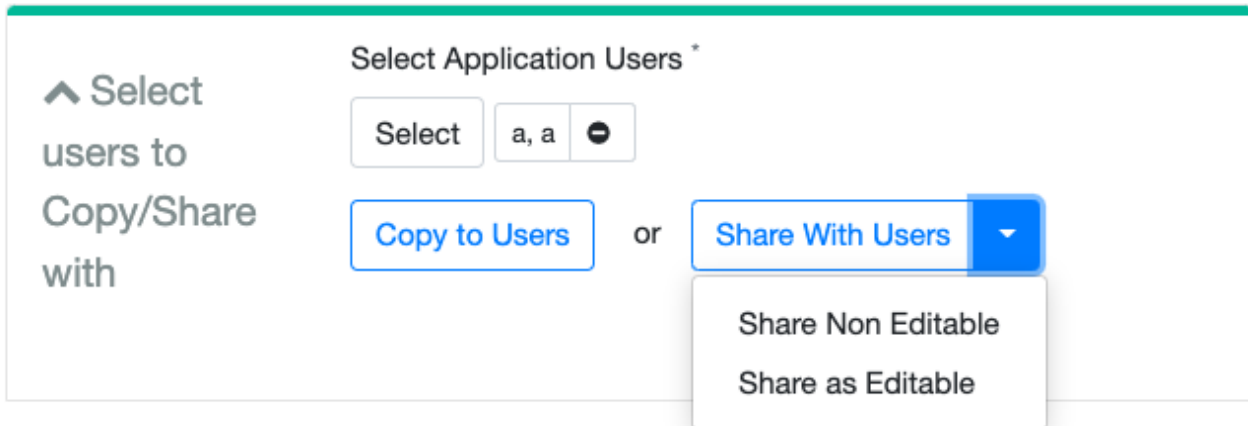 Select
users to
Copy/Share
with
Select Application Users *
Select a, a
Copy to Users or Share With Users
Share Non Editable
Share as Editable